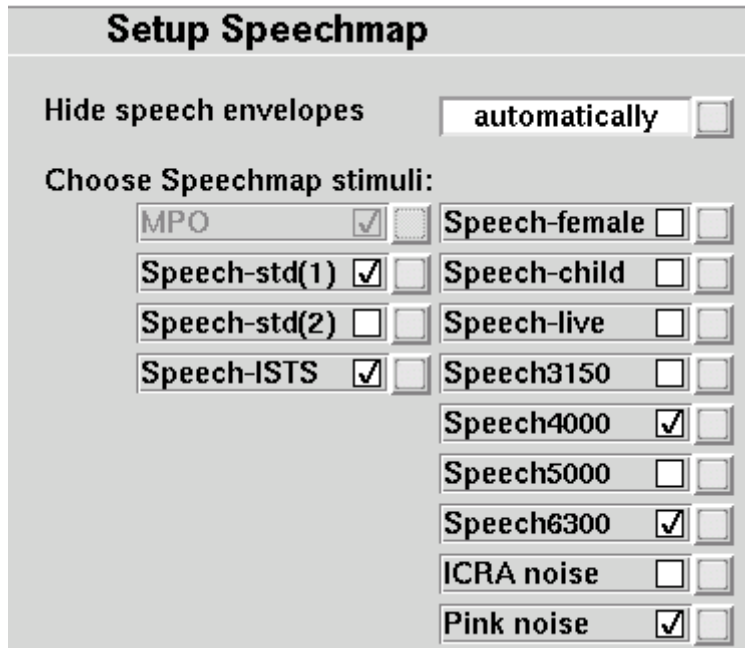 Setup Speechmap
Hide speech envelopes automatically
Choose Speechmap stimuli:
MPO Speech-female
Speech-std(1) Speech-child
Speech-std(2) Speech-live
Speech-ISTS Speech3150
Speech4000
Speech5000
Speech6300
ICRA noise
Pink noise